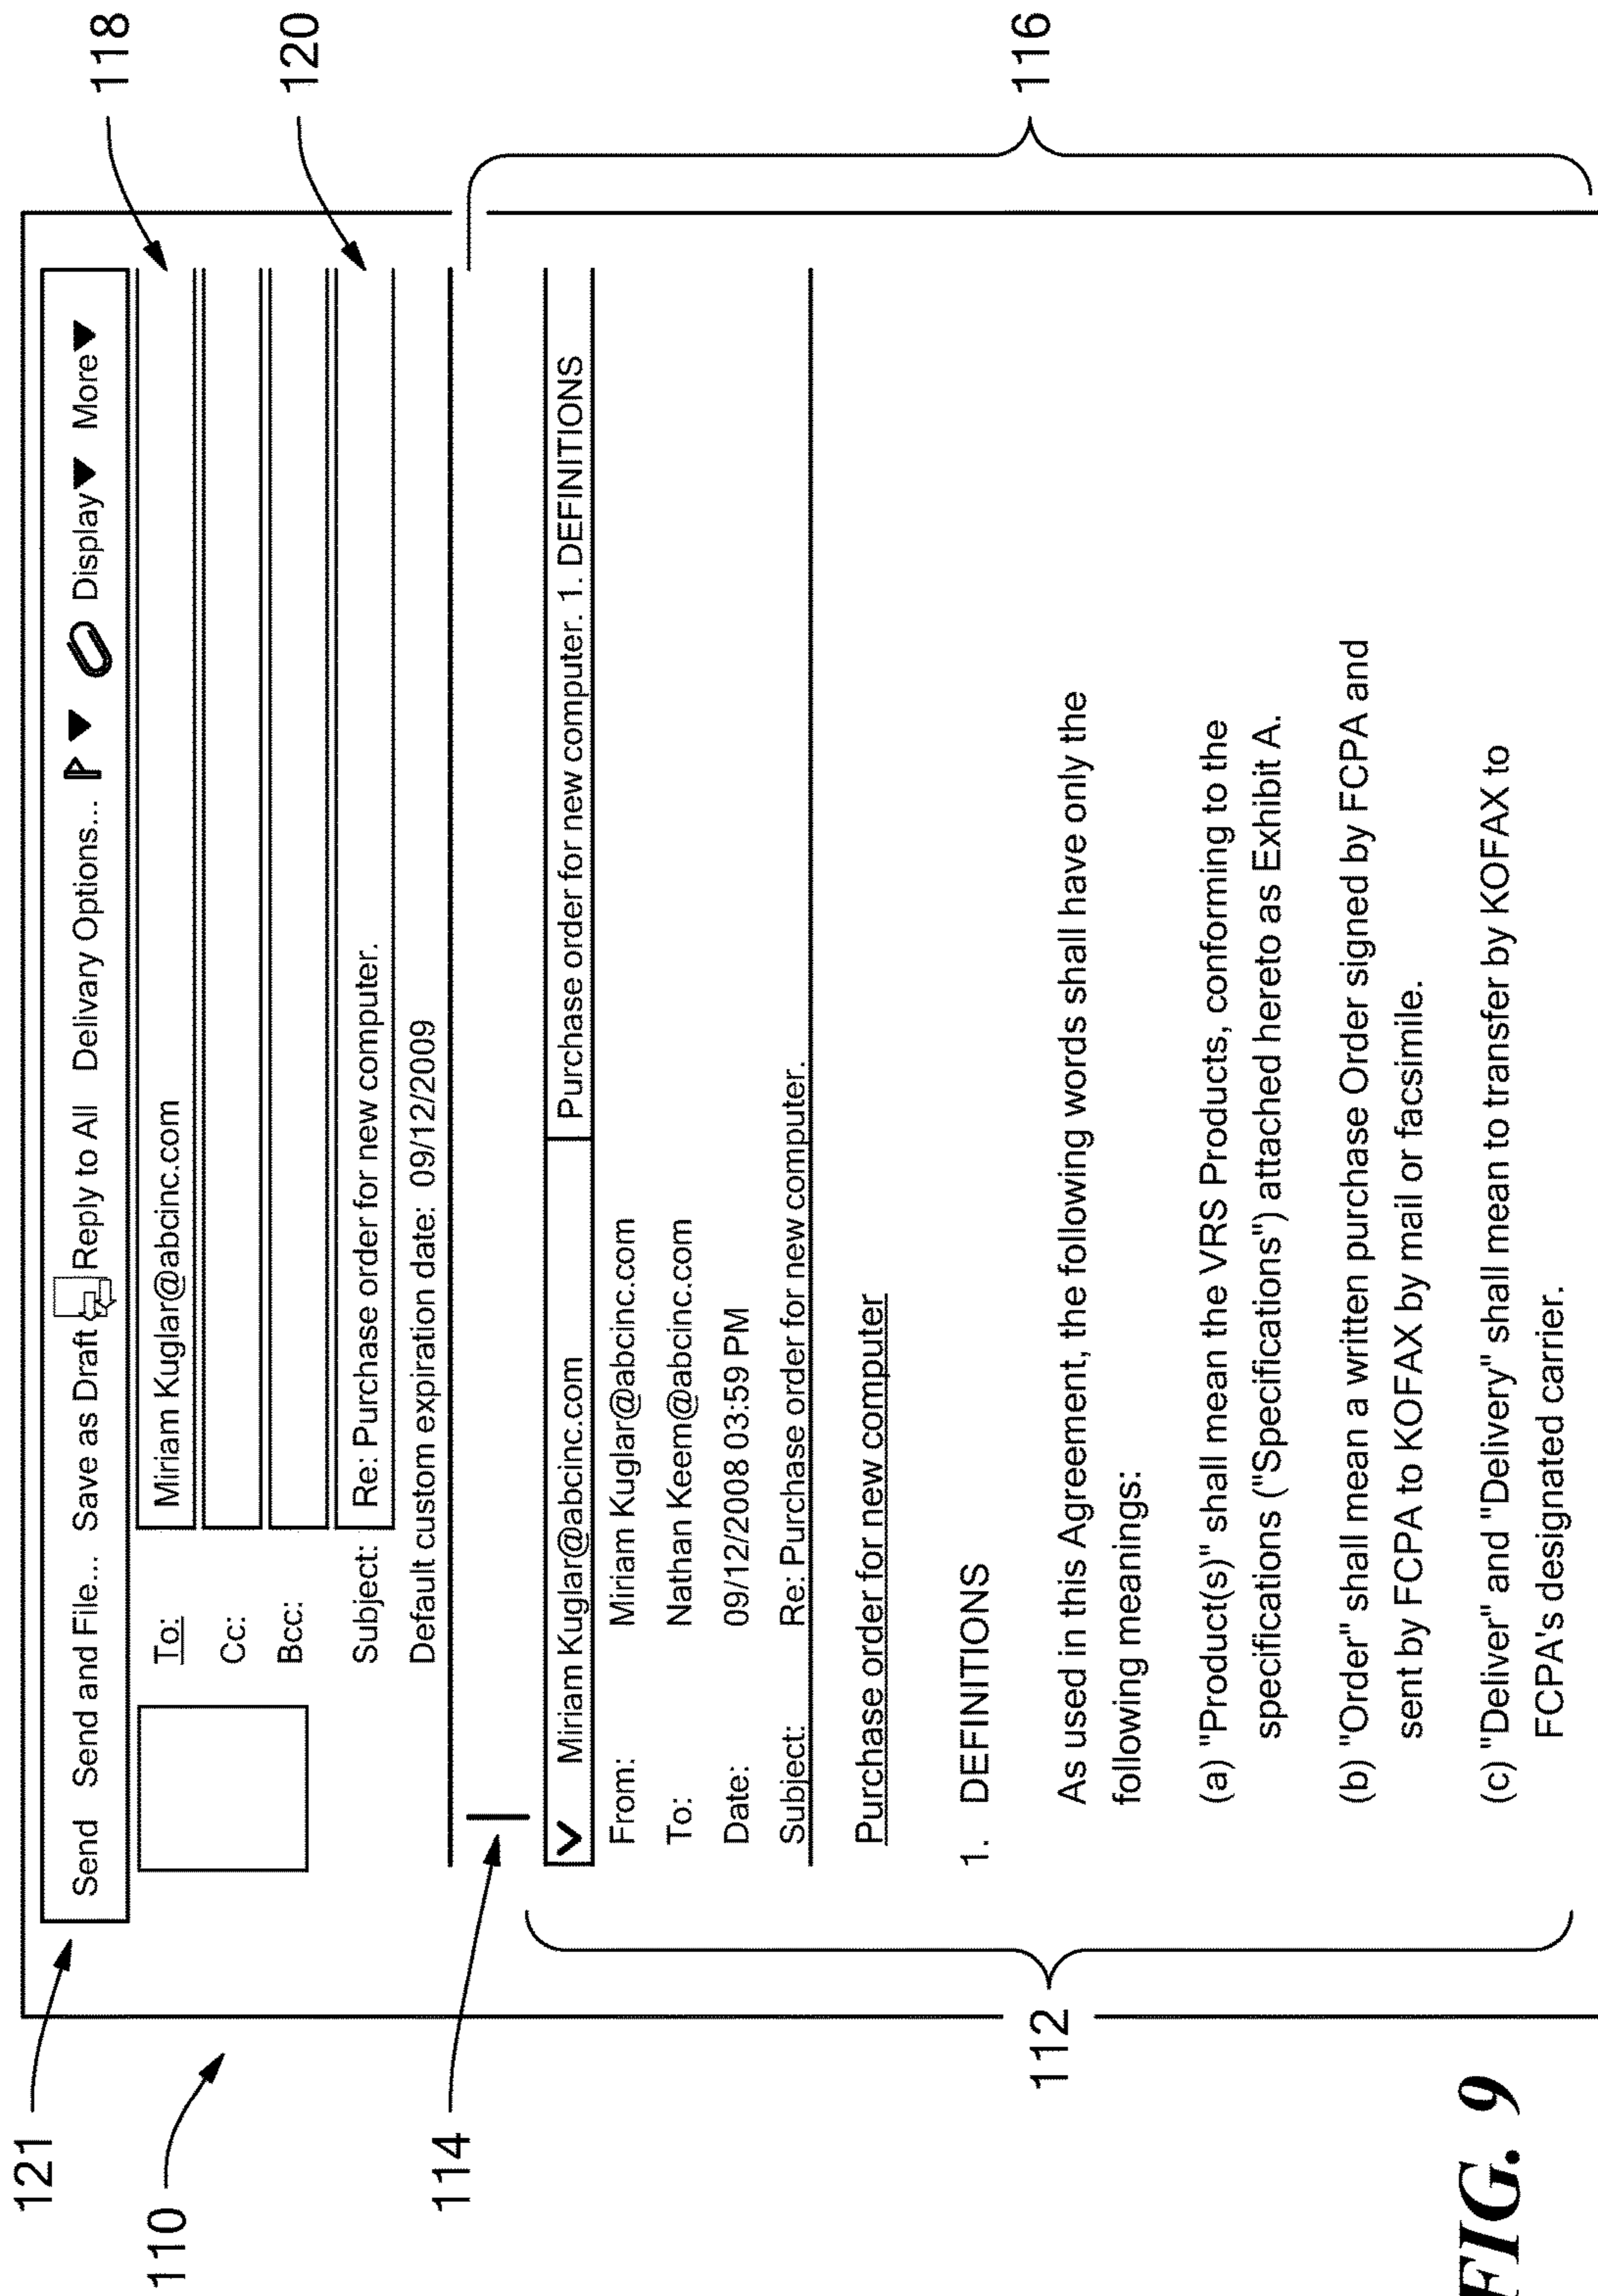 121
110
Send Send and File... Save as Draft Reply to All Delivary Options... Display More
118
To: Miriam Kuglar@abcinc.com
Cc:
Bcc:
120
Subject: Re: Purchase order for new computer.
Default custom expiration date: 09/12/2009
114
116
Miriam Kuglar@abcinc.com Purchase order for new computer. 1. DEFINITIONS
From: Miriam Kuglar@abcinc.com
To: Nathan Keem@abcinc.com
Date: 09/12/2008 03:59 PM
Subject: Re: Purchase order for new computer.
Purchase order for new computer
1. DEFINITIONS
112
As used in this Agreement, the following words shall have only the
following meanings:
(a) "Product(s)" shall mean the VRS Products, conforming to the
specifications ("Specifications") attached hereto as Exhibit A.
(b) "Order" shall mean a written purchase Order signed by FCPA and
sent by FCPA to KOFAX by mail or facsimile.
(c) "Deliver" and "Delivery" shall mean to transfer by KOFAX to
FCPA's designated carrier.
FIG. 9